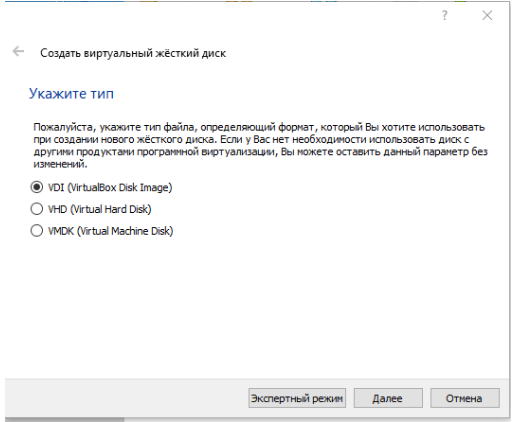 Создать виртуальный жёсткий диск
Укажите тип
Пожалуйста, укажите тип файла, определяющий формат, который Вы хотите использовать
при создании нового жёсткого диска. Если у Вас нет необходимости использовать диск с
другими продуктами программной виртуализации, Вы можете оставить данный параметр без
изменений.
VDI (VirtualBox Disk Image)
VHD (Virtual Hard Disk)
VMDK (Virtual Machine Disk)
Экспертный режим Далее Отмена